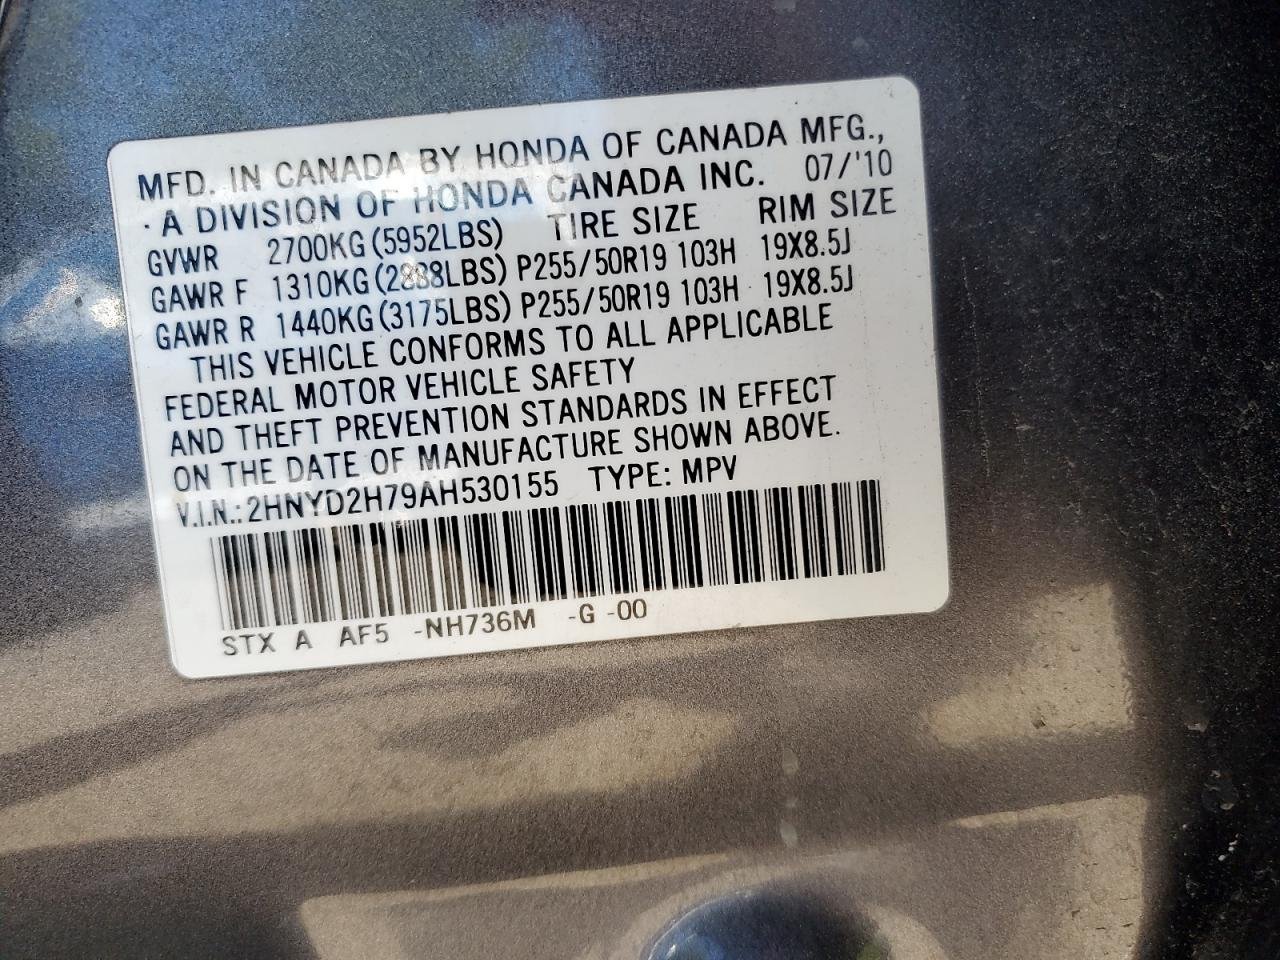 MFD. IN CANADA BY HONDA OF CANADA MFG.,
· A DIVISION OF HONDA CANADA INC. 07/'10
GVWR 2700KG (5952LBS) TIRE SIZE RIM SIZE
GAWR F 1310KG (2888LBS) P255/50R19 103H 19X8.5J
GAWR R 1440KG (3175LBS) P255/50R19 103H 19X8.5J
THIS VEHICLE CONFORMS TO ALL APPLICABLE
FEDERAL MOTOR VEHICLE SAFETY
AND THEFT PREVENTION STANDARDS IN EFFECT
ON THE DATE OF MANUFACTURE SHOWN ABOVE.
V.I.N.: 2HNYD2H79AH530155 TYPE: MPV
STX A AF5 -NH736M -G -00